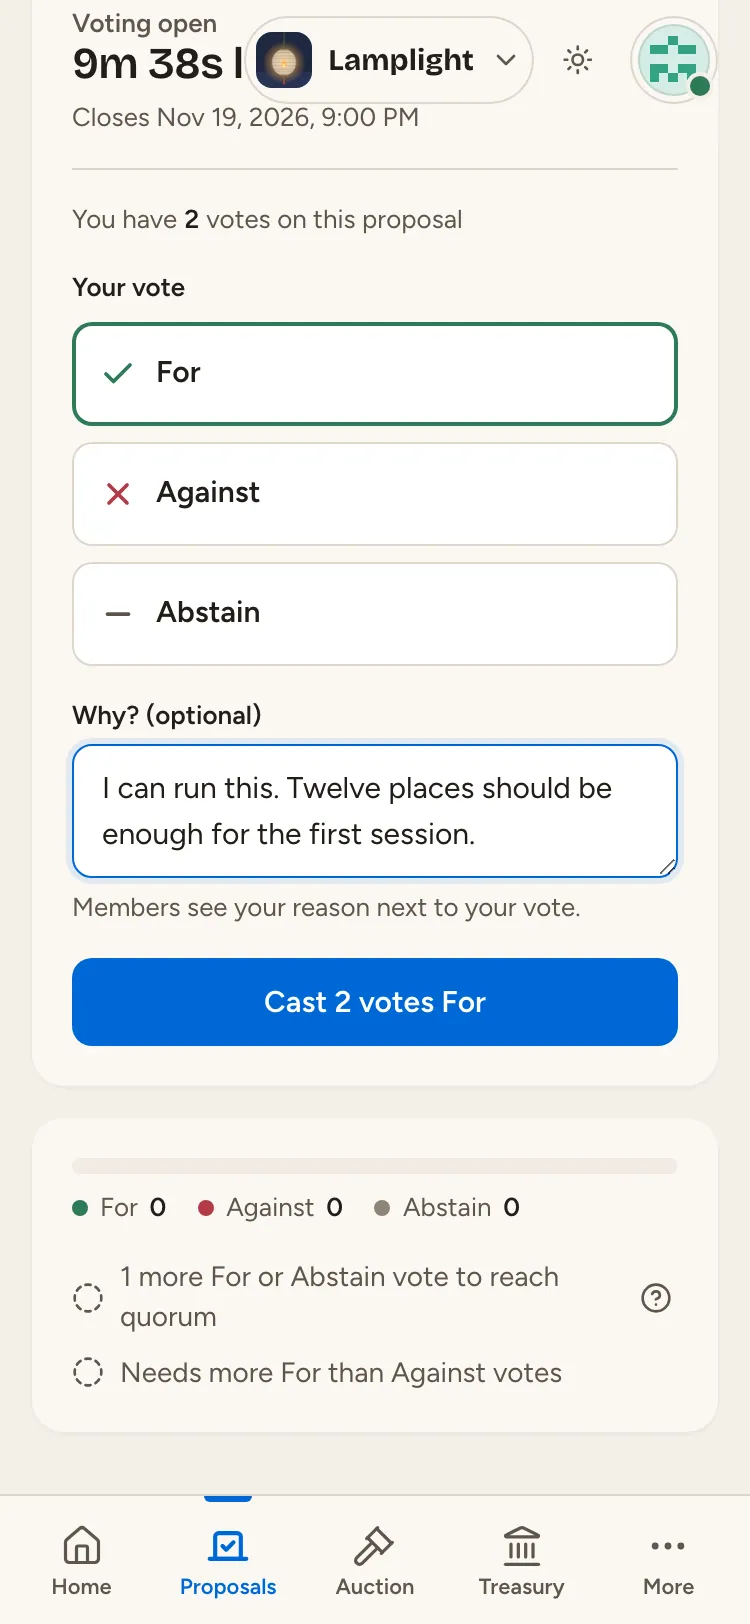 Voting open
9m 38s
Lamplight
Closes Nov 19, 2026, 9:00 PM
You have 2 votes on this proposal
Your vote
For
Against
Abstain
Why? (optional)
I can run this. Twelve places should be
enough for the first session.
Members see your reason next to your vote.
Cast 2 votes For
For 0 Against 0 Abstain 0
1 more For or Abstain vote to reach
quorum
Needs more For than Against votes
Home Proposals Auction Treasury More